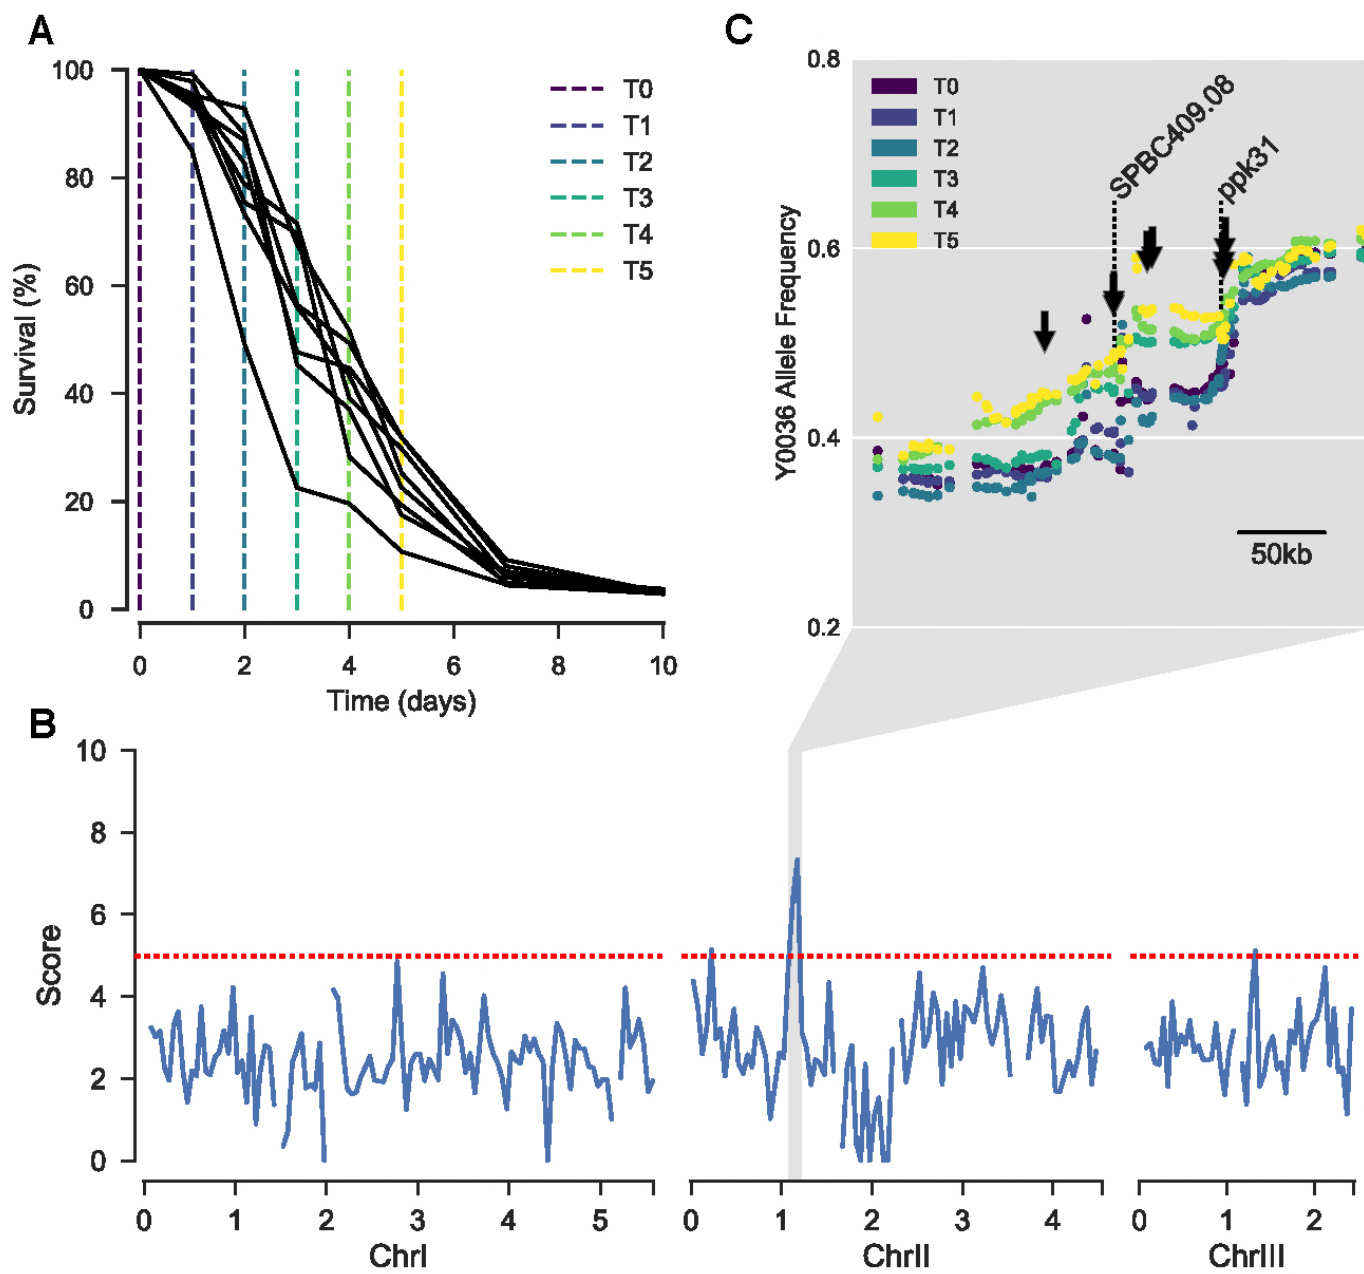 A
100
80
60
40
20
0
Survival (%)
0 2 4 6 8 10
Time (days)
T0
T1
T2
T3
T4
T5
C
0.8
0.6
0.4
0.2
Y0036 Allele Frequency
T0
T1
T2
T3
T4
T5
SPBC409.08
ppk31
50kb
B
10
8
6
4
2
0
Score
0 1 2 3 4 5
ChrI
0 1 2 3 4
ChrII
0 1 2
ChrIII